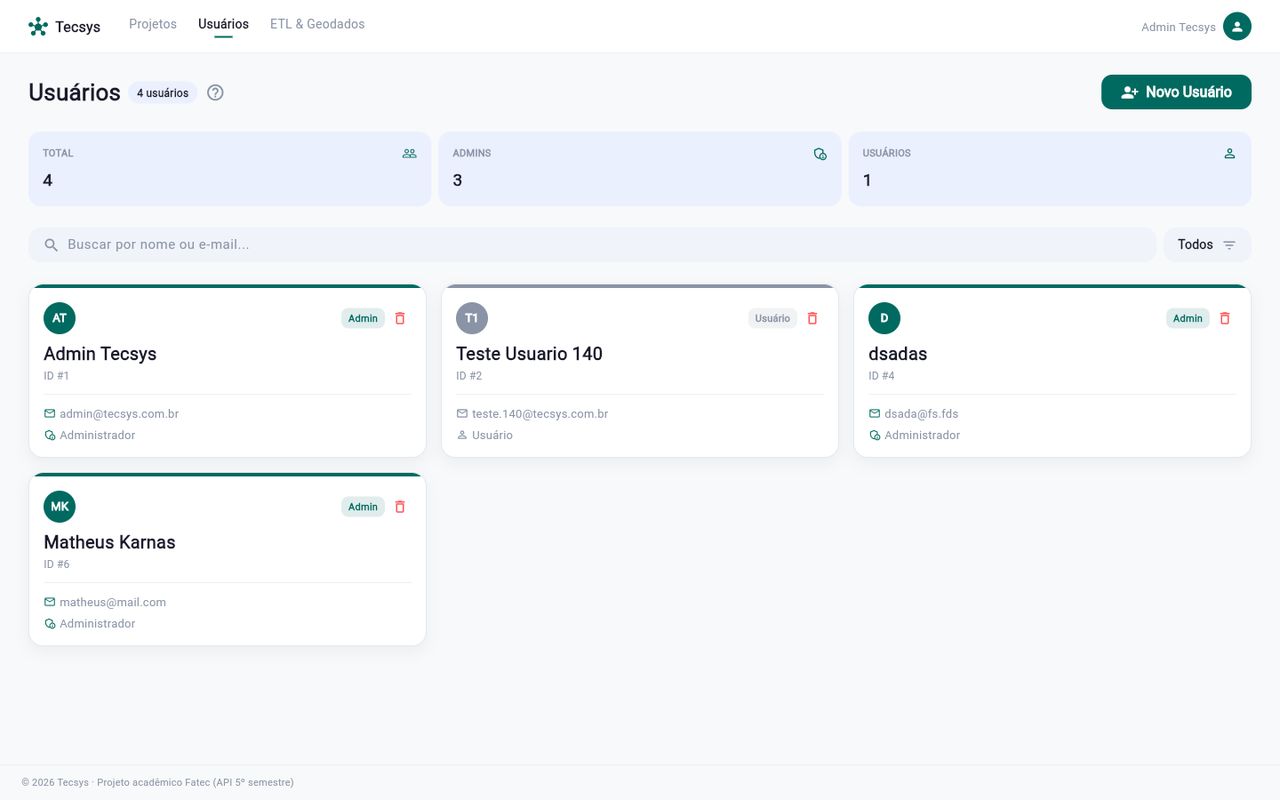 Tecsys Projetos Usuários ETL & Geodados Admin Tecsys
Usuários 4 usuários ? Novo Usuário
TOTAL ADMINS USUÁRIOS
4 3 1
Buscar por nome ou e-mail... Todos
AT Admin
Admin Tecsys
ID #1
admin@tecsys.com.br
Administrador
T1 Usuário
Teste Usuario 140
ID #2
teste.140@tecsys.com.br
Usuário
D Admin
dsadas
ID #4
dsada@fs.fds
Administrador
MK Admin
Matheus Karnas
ID #6
matheus@mail.com
Administrador
© 2026 Tecsys · Projeto acadêmico Fatec (API 5º semestre)